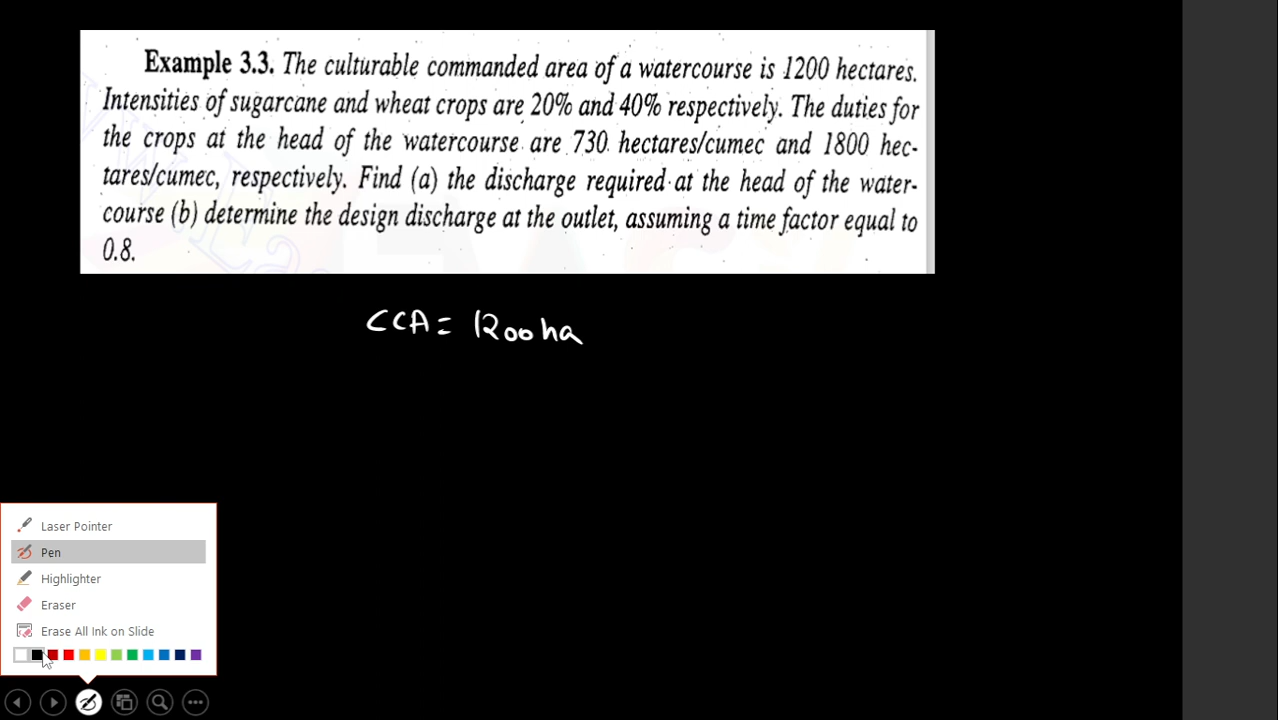 Example 3.3. The culturable commanded area of a watercourse is 1200 hectares.
Intensities of sugarcane and wheat crops are 20% and 40% respectively. The duties for
the crops at the head of the watercourse are 730 hectares/cumec and 1800 hec-
tares/cumec, respectively. Find (a) the discharge required at the head of the water-
course (b) determine the design discharge at the outlet, assuming a time factor equal to
0.8.
CCA = 1200 ha
Laser Pointer
Pen
Highlighter
Eraser
Erase All Ink on Slide